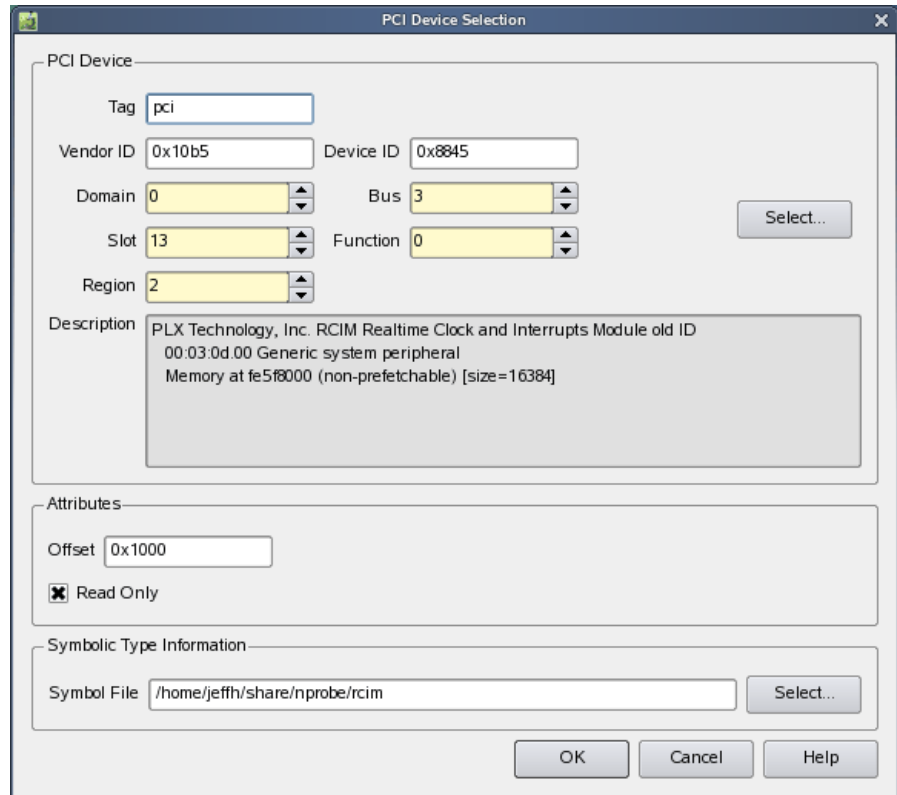 PCI Device Selection
PCI Device
Tag pci
Vendor ID 0x10b5 Device ID 0x8845
Domain 0 Bus 3
Select...
Slot 13 Function 0
Region 2
Description PLX Technology, Inc. RCIM Realtime Clock and Interrupts Module old ID
00:03:0d.00 Generic system peripheral
Memory at fe5f8000 (non-prefetchable) [size=16384]
Attributes
Offset 0x1000
Read Only
Symbolic Type Information
Symbol File /home/jeffh/share/nprobe/rcim Select...
OK Cancel Help